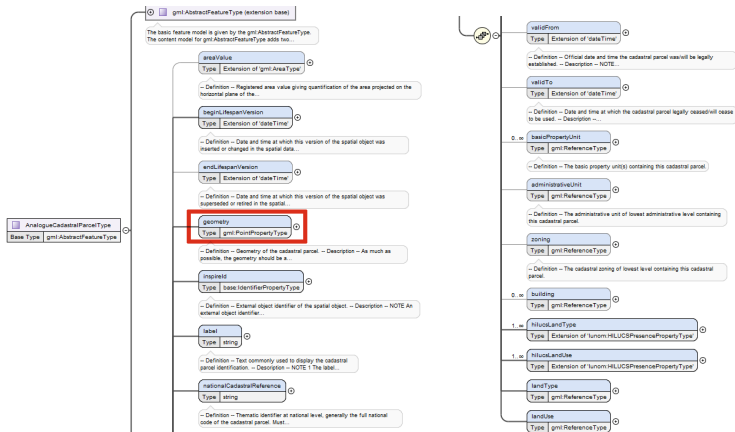 gml:AbstractFeatureType (extension base)
The basic feature model is given by the gml:AbstractFeatureType.
The content model for gml:AbstractFeatureType adds two...
areaValue
Type Extension of 'gml:AreaType'
-- Definition -- Registered area value giving quantification of the area projected on the
horizontal plane of the...
beginLifespanVersion
Type Extension of 'dateTime'
-- Definition -- Date and time at which this version of the spatial object was
inserted or changed in the spatial data...
endLifespanVersion
Type Extension of 'dateTime'
-- Definition -- Date and time at which this version of the spatial object was
superseded or retired in the spatial...
AnalogueCadastralParcelType
Base Type gml:AbstractFeatureType
geometry
Type gml:PointPropertyType
-- Definition -- Geometry of the cadastral parcel. -- Description -- As much as
possible, the geometry should be a...
inspireId
Type base:IdentifierPropertyType
-- Definition -- External object identifier of the spatial object. -- Description -- NOTE An
external object identifier...
label
Type string
-- Definition -- Text commonly used to display the cadastral
parcel identification. -- Description -- NOTE 1 The label...
nationalCadastralReference
Type string
-- Definition -- Thematic identifier at national level, generally the full national
code of the cadastral parcel. Must...
validFrom
Type Extension of 'dateTime'
-- Definition -- Official date and time the cadastral parcel was/will be legally
established. -- Description -- NOTE...
validTo
Type Extension of 'dateTime'
-- Definition -- Date and time at which the cadastral parcel legally ceased/will cease
to be used. -- Description --...
0..∞ basicPropertyUnit
Type gml:ReferenceType
-- Definition -- The basic property unit(s) containing this cadastral parcel.
administrativeUnit
Type gml:ReferenceType
-- Definition -- The administrative unit of lowest administrative level containing
this cadastral parcel.
zoning
Type gml:ReferenceType
-- Definition -- The cadastral zoning of lowest level containing this cadastral
parcel.
0..∞ building
Type gml:ReferenceType
1..∞ hilucsLandType
Type Extension of 'lunom:HILUCSPresencePropertyType'
1..∞ hilucsLandUse
Type Extension of 'lunom:HILUCSPresencePropertyType'
landType
Type gml:ReferenceType
landUse
Type gml:ReferenceType